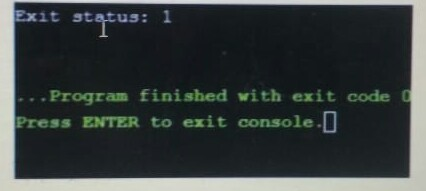 Exit status: 1
...Program finished with exit code 0
Press ENTER to exit console.